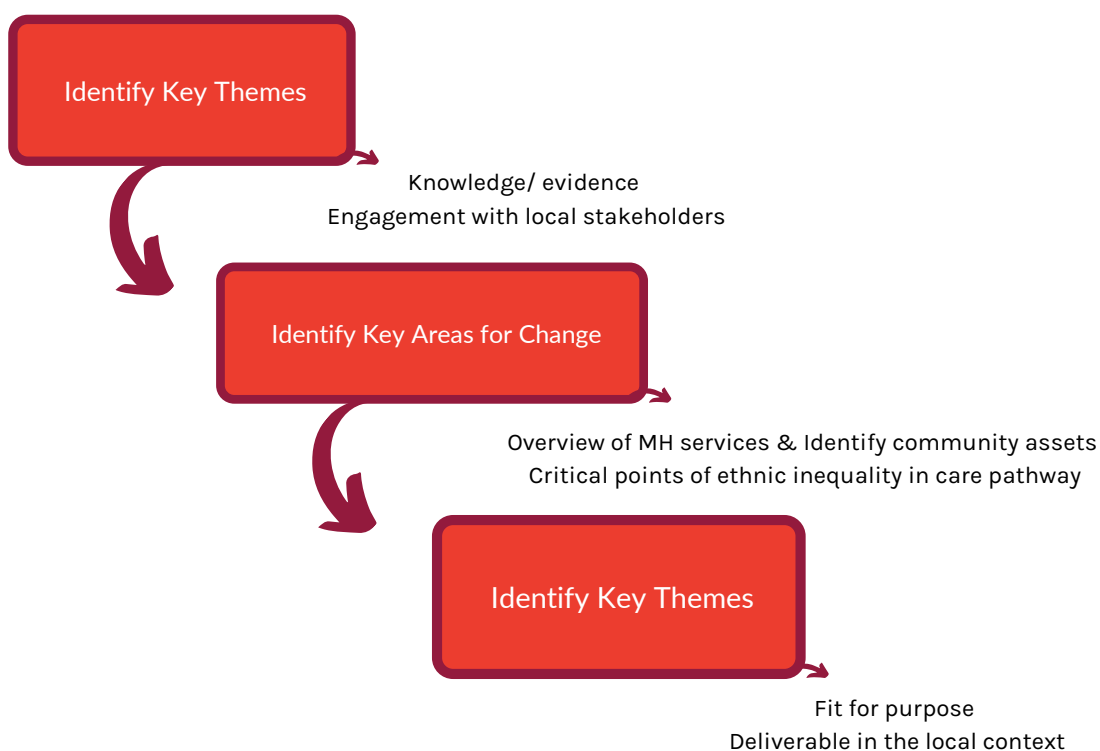 Identify Key Themes
Knowledge/ evidence
Engagement with local stakeholders
Identify Key Areas for Change
Overview of MH services & Identify community assets
Critical points of ethnic inequality in care pathway
Identify Key Themes
Fit for purpose
Deliverable in the local context